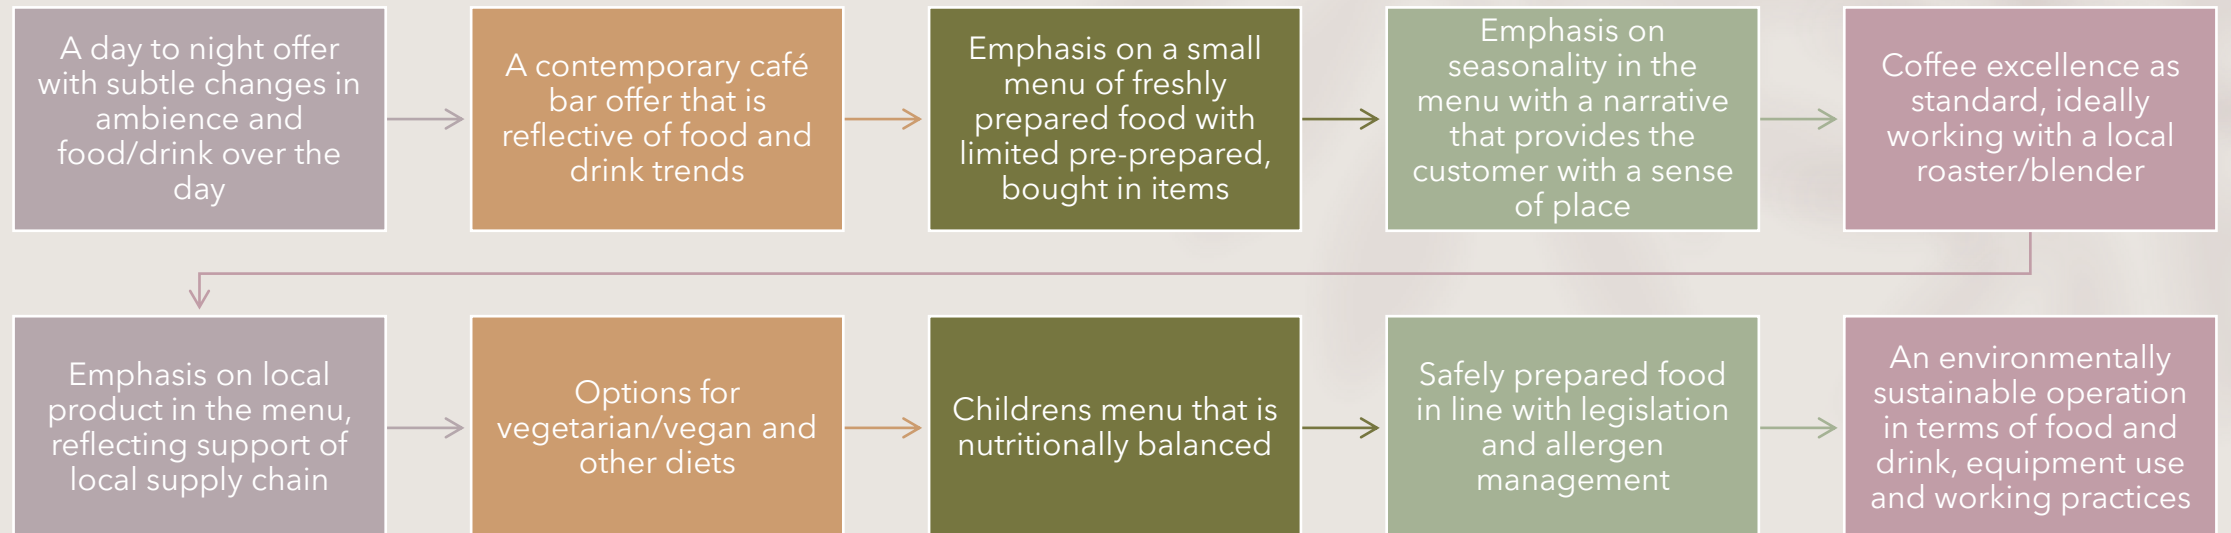 A day to night offer
with subtle changes in
ambience and
food/drink over the
day
A contemporary café
bar offer that is
reflective of food and
drink trends
Emphasis on a small
menu of freshly
prepared food with
limited pre-prepared,
bought in items
Emphasis on
seasonality in the
menu with a narrative
that provides the
customer with a sense
of place
Coffee excellence as
standard, ideally
working with a local
roaster/blender
Emphasis on local
product in the menu,
reflecting support of
local supply chain
Options for
vegetarian/vegan and
other diets
Childrens menu that is
nutritionally balanced
Safely prepared food
in line with legislation
and allergen
management
An environmentally
sustainable operation
in terms of food and
drink, equipment use
and working practices